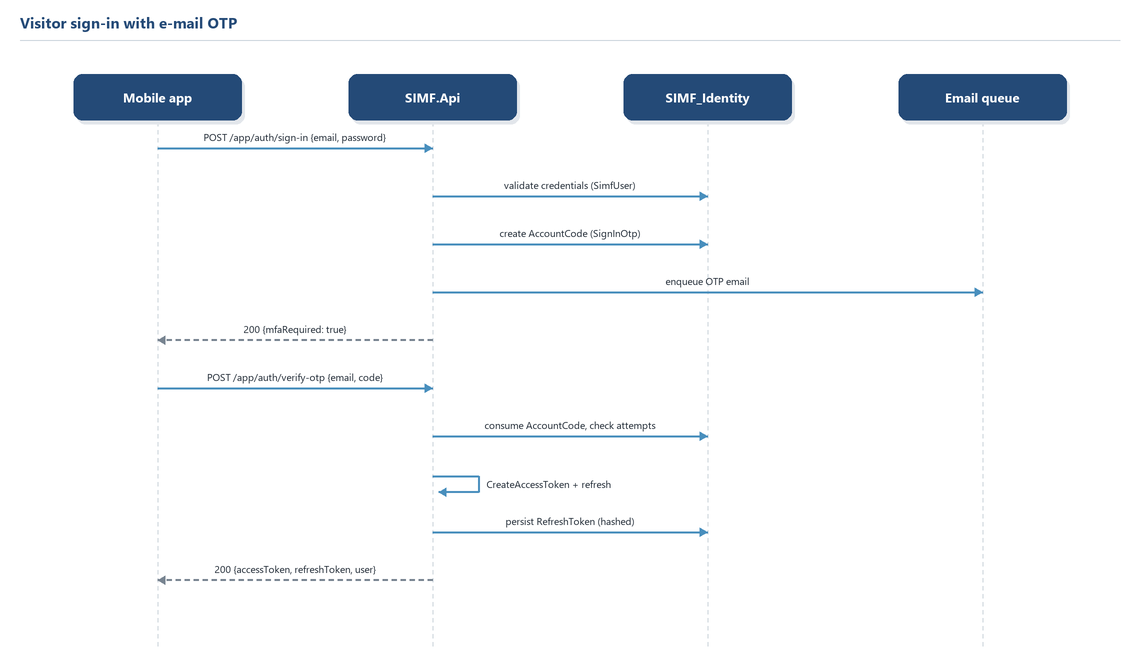 Visitor sign-in with e-mail OTP
Mobile app
SIMF.Api
SIMF_Identity
Email queue
POST /app/auth/sign-in {email, password}
validate credentials (SimfUser)
create AccountCode (SignInOtp)
enqueue OTP email
200 {mfaRequired: true}
POST /app/auth/verify-otp {email, code}
consume AccountCode, check attempts
CreateAccessToken + refresh
persist RefreshToken (hashed)
200 {accessToken, refreshToken, user}